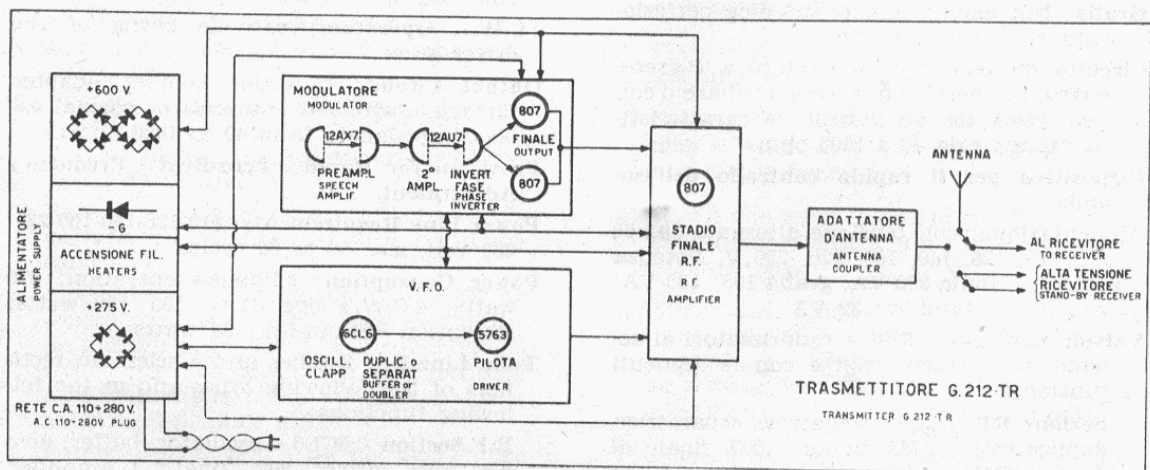 ALIMENTATORE
POWER SUPPLY
+600 V.
- G
ACCENSIONE FIL.
HEATERS
+275 V.
RETE C.A. 110÷280V.
A.C. 110÷280V. PLUG
MODULATORE
MODULATOR
12AX7
PREAMPL
SPEECH
AMPLIF.
12AU7
2°
AMPL.
INVERT
FASE
PHASE
INVERTER
807
FINALE
OUTPUT
807
V.F.O.
6CL6
OSCILL.
CLAPP
DUPLIC. o
SEPARAT
BUFFER OR
DOUBLER
5763
PILOTA
DRIVER
807
STADIO
FINALE
R.F.
R F
AMPLIFIER
ADATTATORE
D'ANTENNA
ANTENNA
COUPLER
ANTENNA
AL RICEVITORE
TO RECEIVER
ALTA TENSIONE
RICEVITORE
STAND-BY RECEIVER
TRASMETTITORE G.212-TR
TRANSMITTER G 212-TR